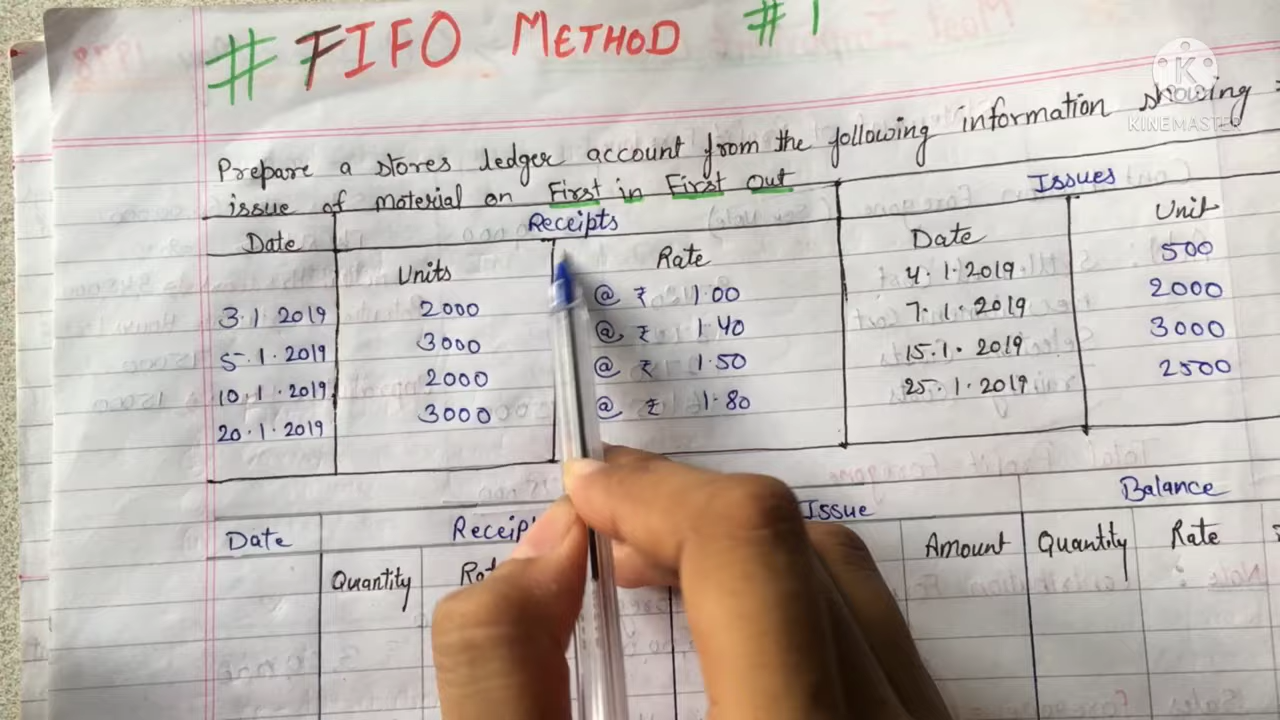 # FIFO METHOD #1
KINEMASTER
Prepare a stores ledger account from the following information showing
issue of material on First in First Out
Date Receipts Issues
Units Rate Date Unit
3.1.2019 2000 @ ₹ 1.00 4.1.2019 500
5.1.2019 3000 @ ₹ 1.40 7.1.2019 2000
10.1.2019 2000 @ ₹ 1.50 15.1.2019 3000
20.1.2019 3000 @ ₹ 1.80 25.1.2019 2500
Date Issue Balance
Quantity Amount Quantity Rate